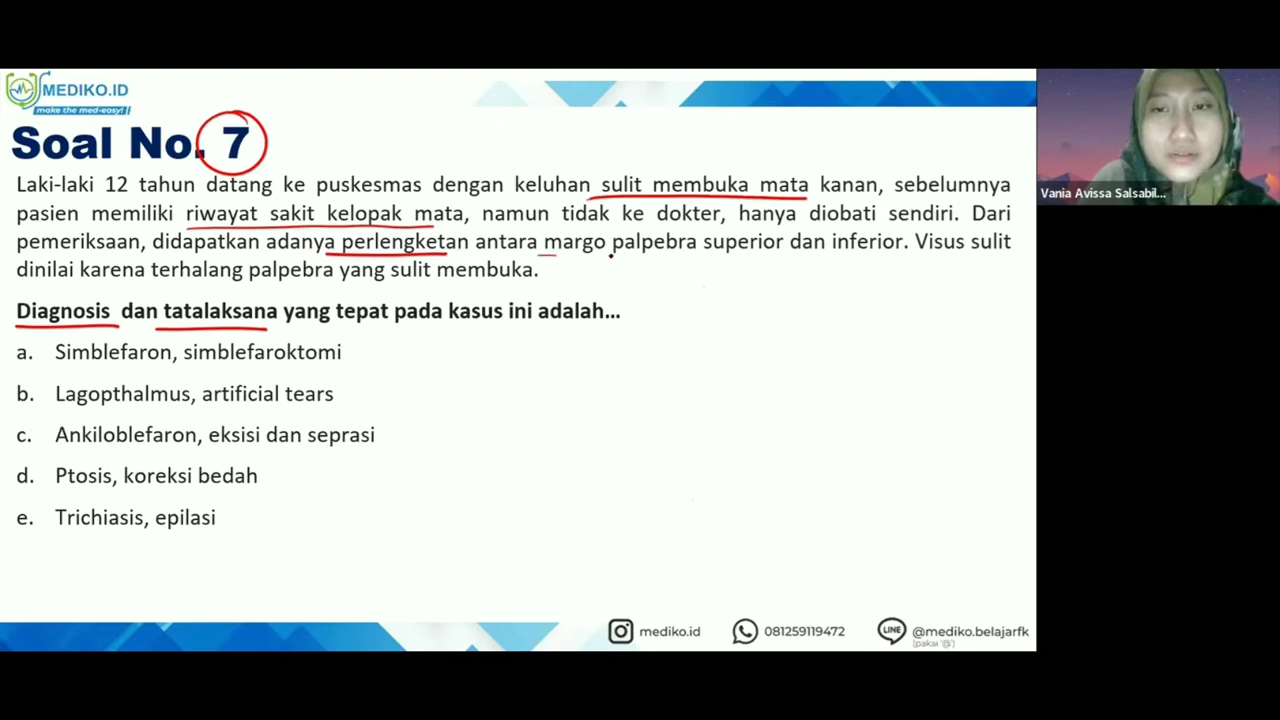 MEDIKO.ID
make the med-easy!
Soal No. 7
Laki-laki 12 tahun datang ke puskesmas dengan keluhan sulit membuka mata kanan, sebelumnya
pasien memiliki riwayat sakit kelopak mata, namun tidak ke dokter, hanya diobati sendiri. Dari
pemeriksaan, didapatkan adanya perlengketan antara margo palpebra superior dan inferior. Visus sulit
dinilai karena terhalang palpebra yang sulit membuka.
Diagnosis dan tatalaksana yang tepat pada kasus ini adalah...
a. Simblefaron, simblefaroktomi
b. Lagopthalmus, artificial tears
c. Ankiloblefaron, eksisi dan seprasi
d. Ptosis, koreksi bedah
e. Trichiasis, epilasi
mediko.id
081259119472
LINE
@mediko.belajarfk
(pakai '@')
Vania Avissa Salsabil...